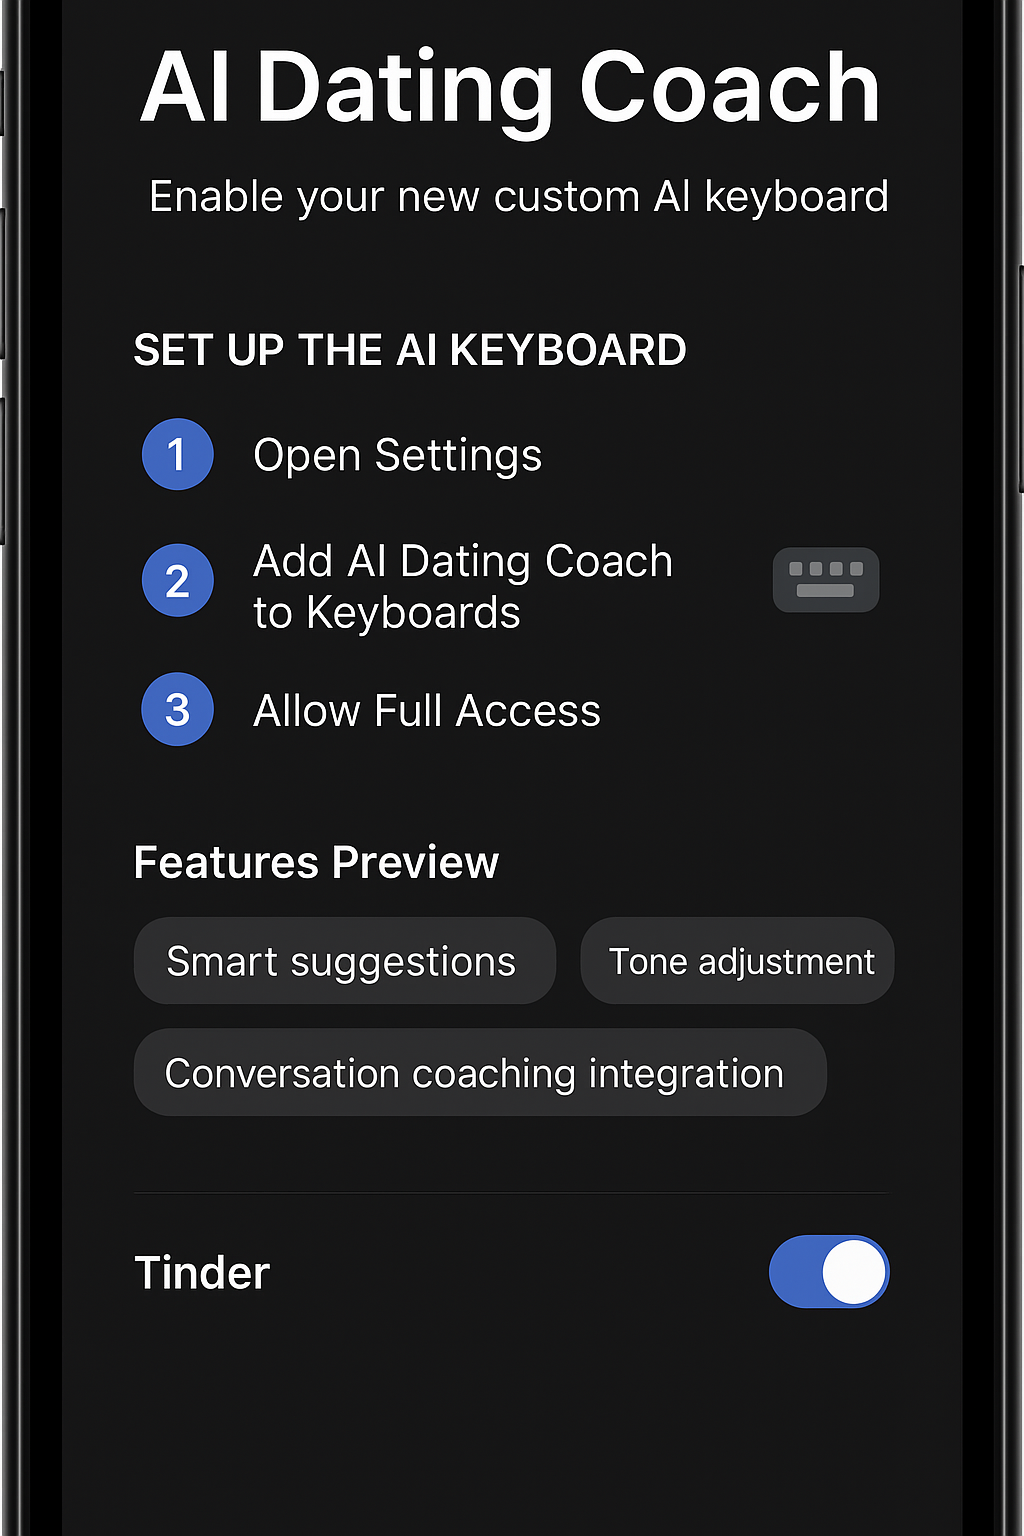 AI Dating Coach
Enable your new custom AI keyboard
SET UP THE AI KEYBOARD
1 Open Settings
2 Add AI Dating Coach
to Keyboards
3 Allow Full Access
Features Preview
Smart suggestions Tone adjustment
Conversation coaching integration
Tinder